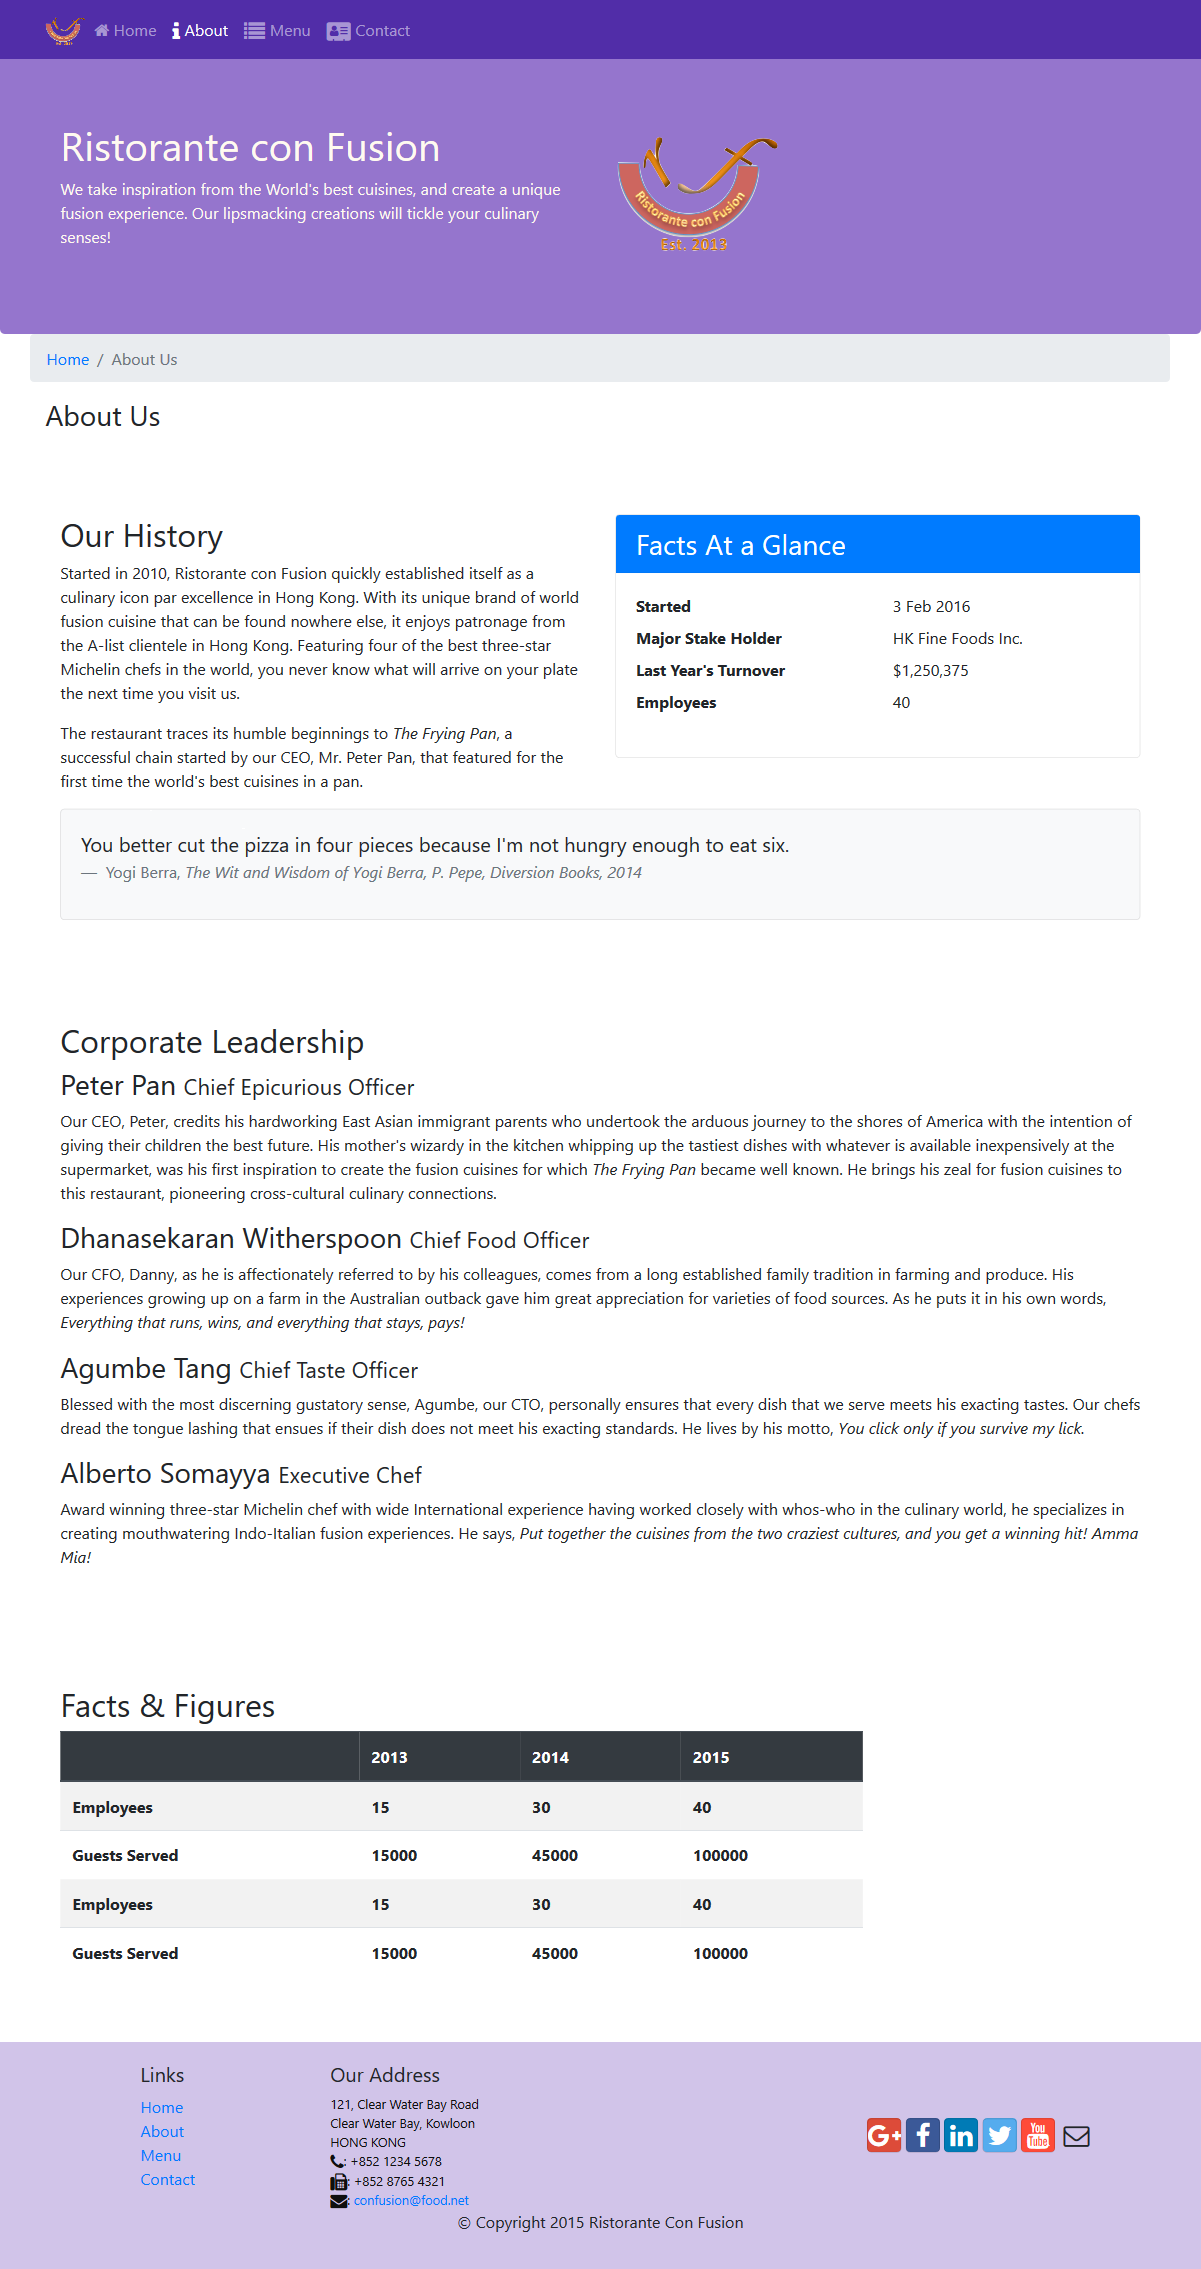 Home About Menu Contact
Ristorante con Fusion
We take inspiration from the World's best cuisines, and create a unique
fusion experience. Our lipsmacking creations will tickle your culinary
senses!
Ristorante con Fusion
Est. 2013
Home / About Us
About Us
Our History
Started in 2010, Ristorante con Fusion quickly established itself as a
culinary icon par excellence in Hong Kong. With its unique brand of world
fusion cuisine that can be found nowhere else, it enjoys patronage from
the A-list clientele in Hong Kong. Featuring four of the best three-star
Michelin chefs in the world, you never know what will arrive on your plate
the next time you visit us.
The restaurant traces its humble beginnings to The Frying Pan, a
successful chain started by our CEO, Mr. Peter Pan, that featured for the
first time the world's best cuisines in a pan.
Facts At a Glance
Started 3 Feb 2016
Major Stake Holder HK Fine Foods Inc.
Last Year's Turnover $1,250,375
Employees 40
You better cut the pizza in four pieces because I'm not hungry enough to eat six.
— Yogi Berra, The Wit and Wisdom of Yogi Berra, P. Pepe, Diversion Books, 2014
Corporate Leadership
Peter Pan Chief Epicurious Officer
Our CEO, Peter, credits his hardworking East Asian immigrant parents who undertook the arduous journey to the shores of America with the intention of
giving their children the best future. His mother's wizardy in the kitchen whipping up the tastiest dishes with whatever is available inexpensively at the
supermarket, was his first inspiration to create the fusion cuisines for which The Frying Pan became well known. He brings his zeal for fusion cuisines to
this restaurant, pioneering cross-cultural culinary connections.
Dhanasekaran Witherspoon Chief Food Officer
Our CFO, Danny, as he is affectionately referred to by his colleagues, comes from a long established family tradition in farming and produce. His
experiences growing up on a farm in the Australian outback gave him great appreciation for varieties of food sources. As he puts it in his own words,
Everything that runs, wins, and everything that stays, pays!
Agumbe Tang Chief Taste Officer
Blessed with the most discerning gustatory sense, Agumbe, our CTO, personally ensures that every dish that we serve meets his exacting tastes. Our chefs
dread the tongue lashing that ensues if their dish does not meet his exacting standards. He lives by his motto, You click only if you survive my lick.
Alberto Somayya Executive Chef
Award winning three-star Michelin chef with wide International experience having worked closely with whos-who in the culinary world, he specializes in
creating mouthwatering Indo-Italian fusion experiences. He says, Put together the cuisines from the two craziest cultures, and you get a winning hit! Amma
Mia!
Facts & Figures
2013 2014 2015
Employees 15 30 40
Guests Served 15000 45000 100000
Employees 15 30 40
Guests Served 15000 45000 100000
Links
Home
About
Menu
Contact
Our Address
121, Clear Water Bay Road
Clear Water Bay, Kowloon
HONG KONG
: +852 1234 5678
: +852 8765 4321
: confusion@food.net
G+ f in You Tube
© Copyright 2015 Ristorante Con Fusion